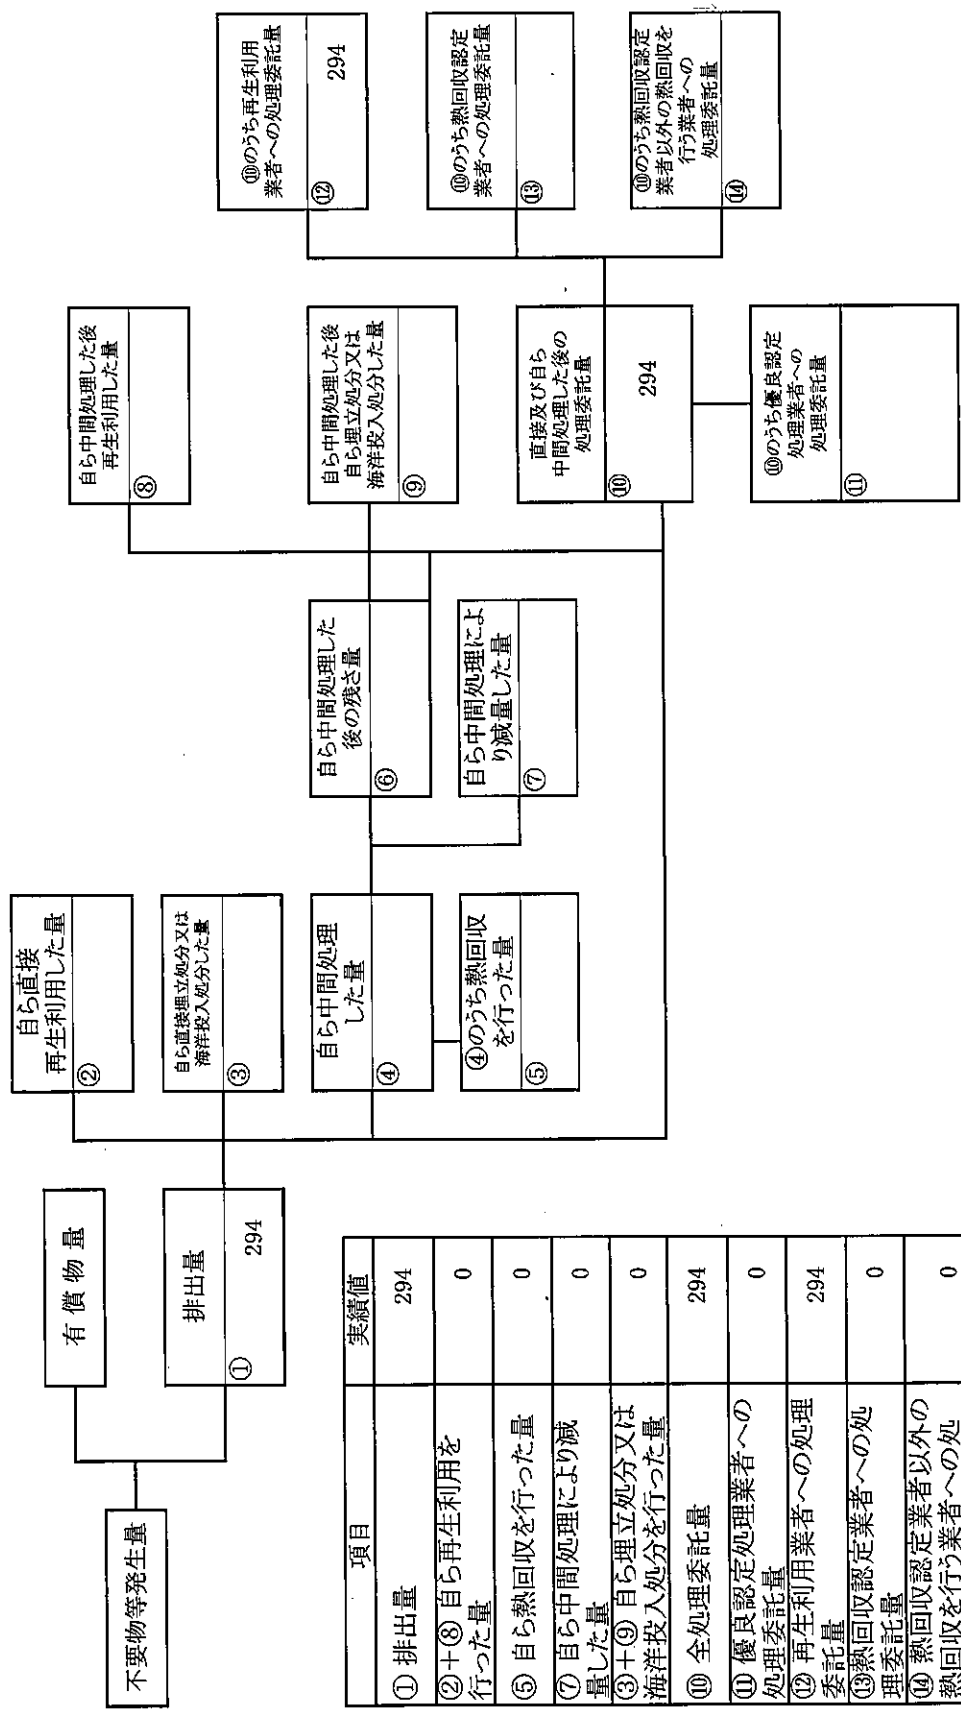 不要物等発生量
有 償 物 量
排出量
①
294
自ら直接
再生利用した量
②
自ら直接埋立処分又は
海洋投入処分した量
③
自ら中間処理
した量
④
④のうち熱回収
を行った量
⑤
自ら中間処理した
後の残さ量
⑥
自ら中間処理によ
り減量した量
⑦
自ら中間処理した後
再生利用した量
⑧
自ら中間処理した後
自ら埋立処分又は
海洋投入処分した量
⑨
直接及び自ら
中間処理した後の
処理委託量
⑩
294
⑩のうち優良認定
処理業者への
処理委託量
⑪
⑩のうち再生利用
業者への処理委託量
⑫
294
⑩のうち熱回収認定
業者への処理委託量
⑬
⑩のうち熱回収認定
業者以外の熱回収を
行う業者への
処理委託量
⑭
項目 実績値
① 排出量 294
②＋⑧ 自ら再生利用を
行った量 0
⑤ 自ら熱回収を行った量 0
⑦ 自ら中間処理により減
量した量 0
③＋⑨ 自ら埋立処分又は
海洋投入処分を行った量 0
⑩ 全処理委託量 294
⑪ 優良認定処理業者への
処理委託量 0
⑫ 再生利用業者への処理
委託量 294
⑬熱回収認定業者への処
理委託量 0
⑭ 熱回収認定業者以外の
熱回収を行う業者への処 0